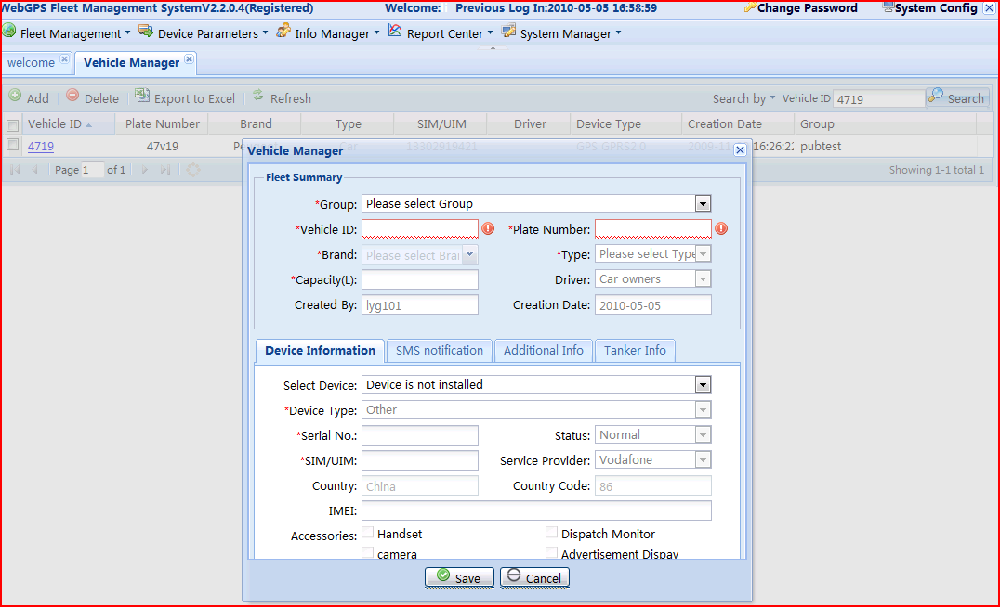 WebGPS Fleet Management SystemV2.2.0.4(Registered) Welcome: Previous Log In:2010-05-05 16:58:59 Change Password System Config
Fleet Management Device Parameters Info Manager Report Center System Manager
welcome Vehicle Manager
Add Delete Export to Excel Refresh Search by Vehicle ID 4719 Search
Vehicle ID Plate Number Brand Type SIM/UIM Driver Device Type Creation Date Group
4719 47v19 13302919421 GPS GPRS2.0 16:26:22 pubtest
Page 1 of 1 Showing 1-1 total 1
Vehicle Manager
Fleet Summary
*Group: Please select Group
*Vehicle ID: *Plate Number:
*Brand: Please select Bra *Type: Please select Type
*Capacity(L): Driver: Car owners
Created By: lyg101 Creation Date: 2010-05-05
Device Information SMS notification Additional Info Tanker Info
Select Device: Device is not installed
*Device Type: Other
*Serial No.: Status: Normal
*SIM/UIM: Service Provider: Vodafone
Country: China Country Code: 86
IMEI:
Accessories: Handset Dispatch Monitor
camera Advertisement Dispay
Save Cancel